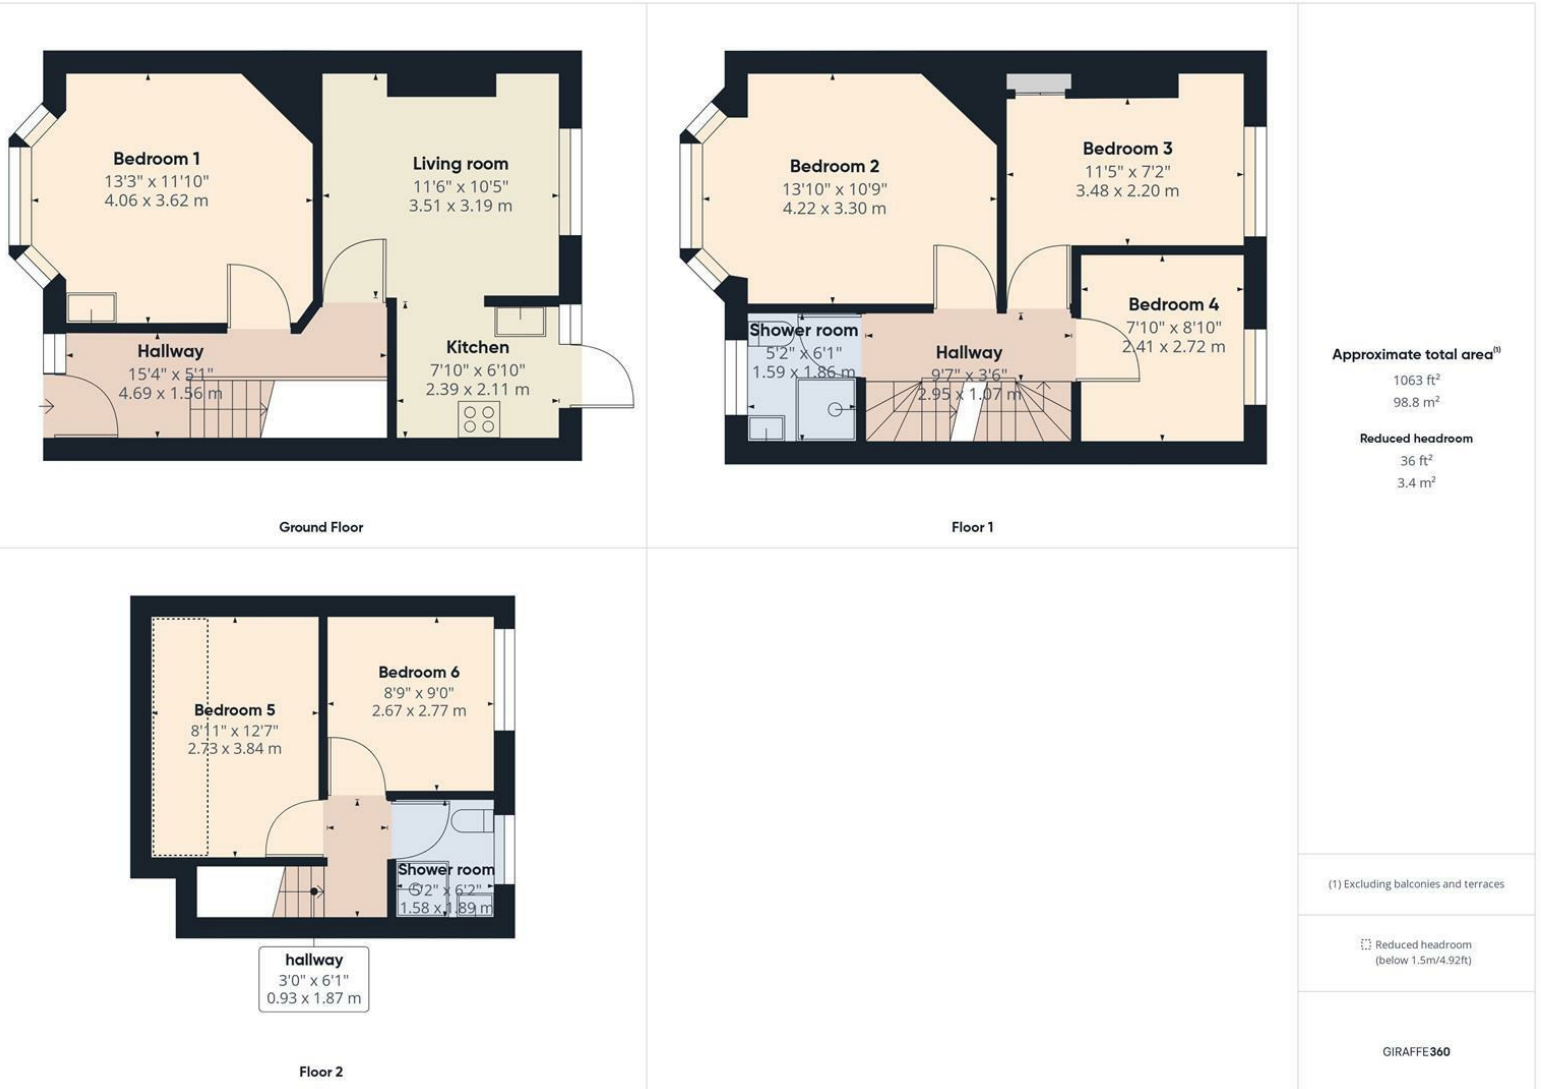 Bedroom 1
13'3" x 11'10"
4.06 x 3.62 m
Living room
11'6" x 10'5"
3.51 x 3.19 m
Hallway
15'4" x 5'1"
4.69 x 1.56 m
Kitchen
7'10" x 6'10"
2.39 x 2.11 m
Ground Floor
Bedroom 2
13'10" x 10'9"
4.22 x 3.30 m
Bedroom 3
11'5" x 7'2"
3.48 x 2.20 m
Bedroom 4
7'10" x 8'10"
2.41 x 2.72 m
Shower room
5'2" x 6'1"
1.59 x 1.86 m
Hallway
9'7" x 3'6"
2.95 x 1.07 m
Floor 1
Bedroom 5
8'11" x 12'7"
2.73 x 3.84 m
Bedroom 6
8'9" x 9'0"
2.67 x 2.77 m
Shower room
5'2" x 6'2"
1.58 x 1.89 m
hallway
3'0" x 6'1"
0.93 x 1.87 m
Floor 2
Approximate total area(1)
1063 ft²
98.8 m²
Reduced headroom
36 ft²
3.4 m²
(1) Excluding balconies and terraces
Reduced headroom
(below 1.5m/4.92ft)
GIRAFFE360